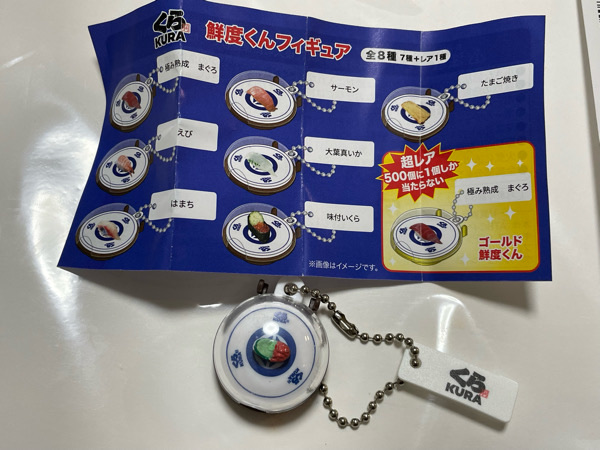 くら
KURA
鮮度くんフィギュア
全8種 7種+レア1種
極み熟成 まぐろ
サーモン
たまご焼き
えび
大葉真いか
はまち
味付いくら
超レア
500個に1個しか
当たらない
極み熟成 まぐろ
ゴールド
鮮度くん
※画像はイメージです。
くら
KURA